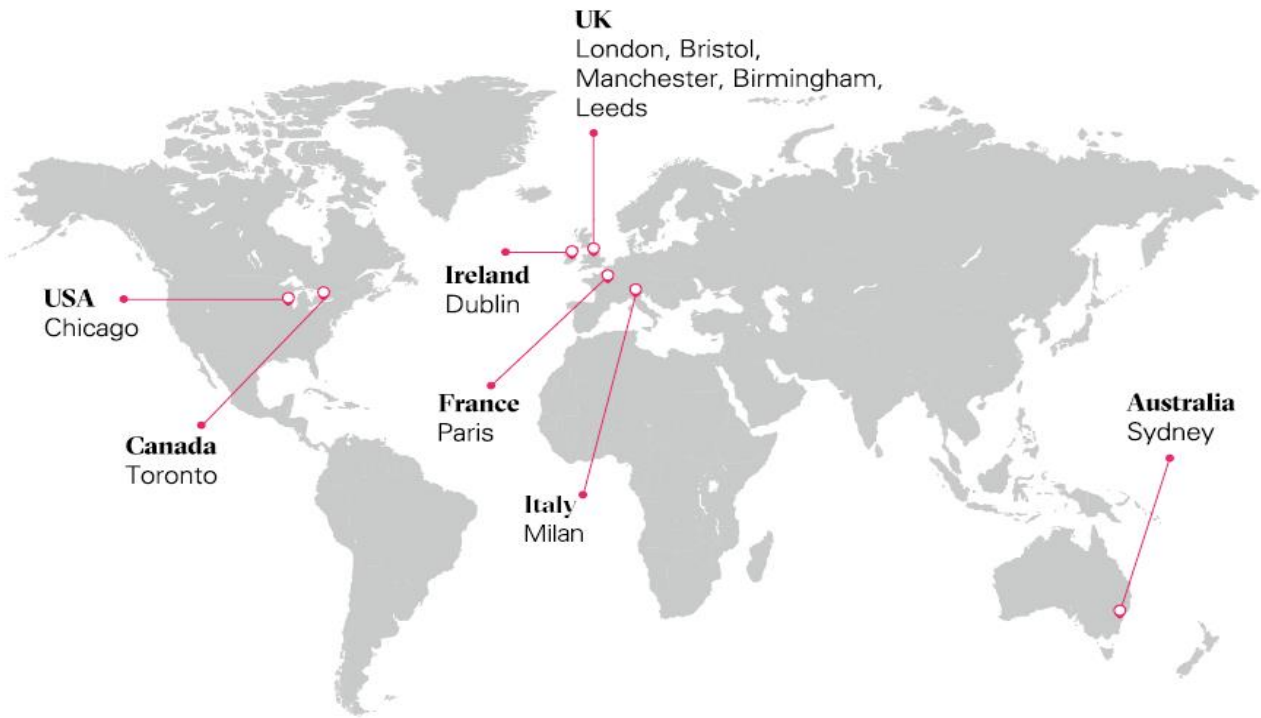 UK
London, Bristol,
Manchester, Birmingham,
Leeds
Ireland
Dublin
USA
Chicago
France
Paris
Australia
Sydney
Canada
Toronto
Italy
Milan